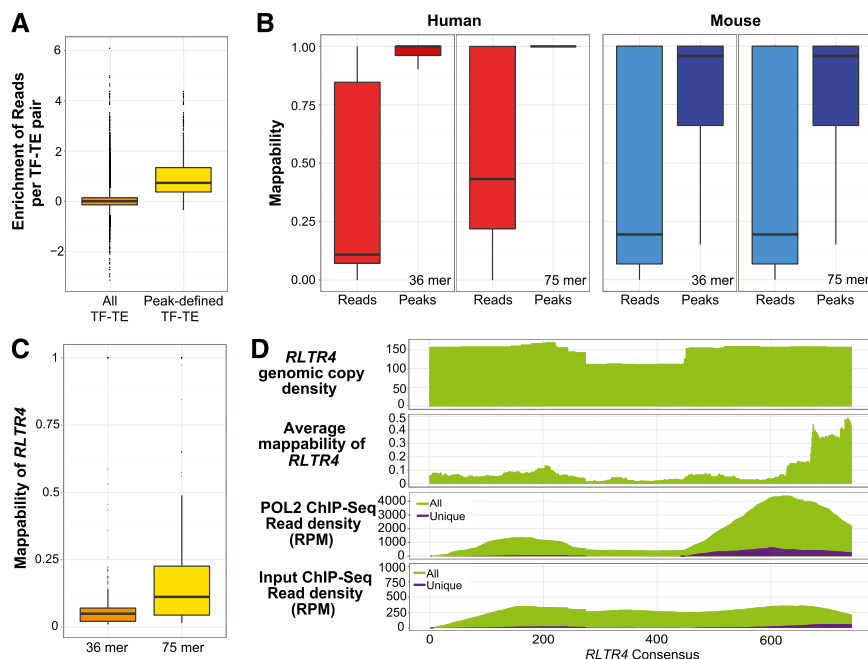 A
Enrichment of Reads
per TF-TE pair
6
4
2
0
−2
All
TF-TE
Peak-defined
TF-TE
B
Human
Mouse
Mappability
1.00
0.75
0.50
0.25
0.00
36 mer
75 mer
36 mer
75 mer
Reads
Peaks
Reads
Peaks
Reads
Peaks
Reads
Peaks
C
Mappability of RLTR4
1
0.75
0.5
0.25
0
36 mer
75 mer
D
RLTR4
genomic copy
density
150
100
50
0
Average
mappability of
RLTR4
0.5
0.4
0.3
0.2
0.1
0
POL2 ChIP-Seq
Read density
(RPM)
4000
3000
2000
1000
0
All
Unique
Input ChIP-Seq
Read density
(RPM)
1000
750
500
250
0
All
Unique
0
200
400
600
RLTR4 Consensus